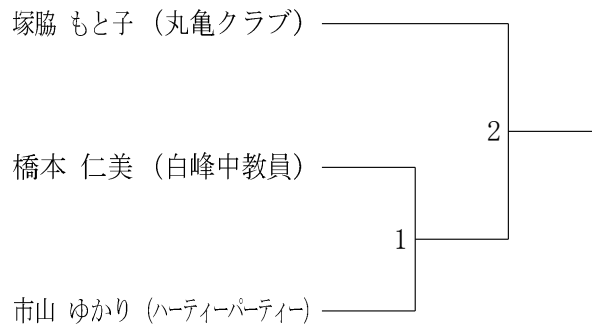 塚脇 もと子 (丸亀クラブ)
2
橋本 仁美 (白峰中教員)
1
市山 ゆかり (ハーティーパーティー)